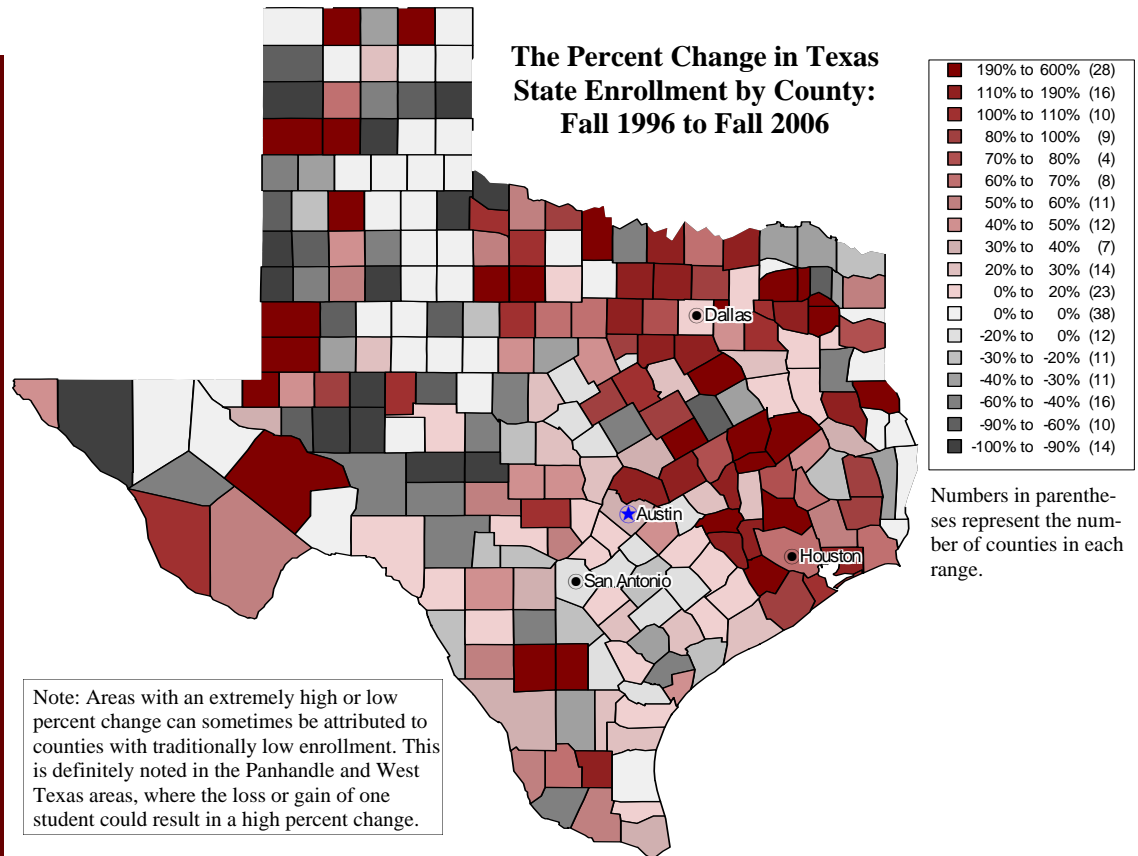 The Percent Change in Texas
State Enrollment by County:
Fall 1996 to Fall 2006
190% to 600% (28)
110% to 190% (16)
100% to 110% (10)
80% to 100% (9)
70% to 80% (4)
60% to 70% (8)
50% to 60% (11)
40% to 50% (12)
30% to 40% (7)
20% to 30% (14)
0% to 20% (23)
0% to 0% (38)
-20% to 0% (12)
-30% to -20% (11)
-40% to -30% (11)
-60% to -40% (16)
-90% to -60% (10)
-100% to -90% (14)
Numbers in parenthe-
ses represent the num-
ber of counties in each
range.
Dallas
Austin
Houston
San Antonio
Note: Areas with an extremely high or low
percent change can sometimes be attributed to
counties with traditionally low enrollment. This
is definitely noted in the Panhandle and West
Texas areas, where the loss or gain of one
student could result in a high percent change.